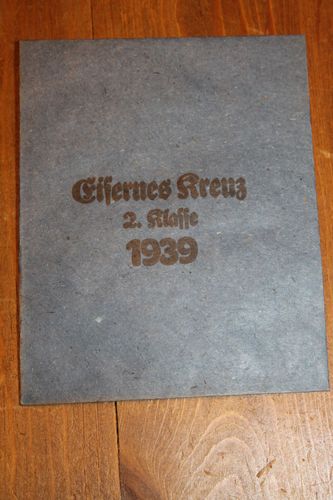 Eisernes Kreuz
2. Klasse
1939